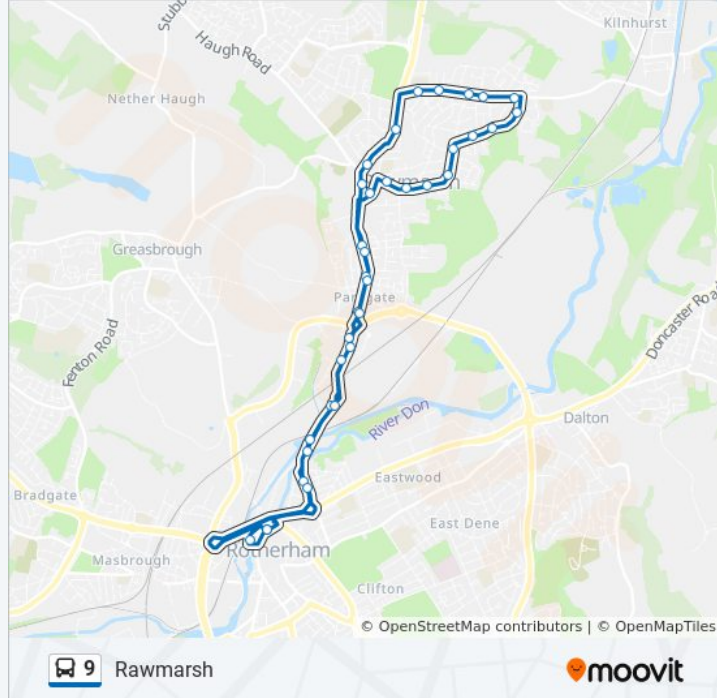 Kilnhurst
Stubb
Haugh Road
Nether Haugh
Greasbrough
Parkgate
Fenton Road
Doncaster Road
River Don
Dalton
Eastwood
Bradgate
East Dene
Masbrough
Rotherham
Clifton
© OpenStreetMap contributors | © OpenMapTiles
9 Rawmarsh
moovit